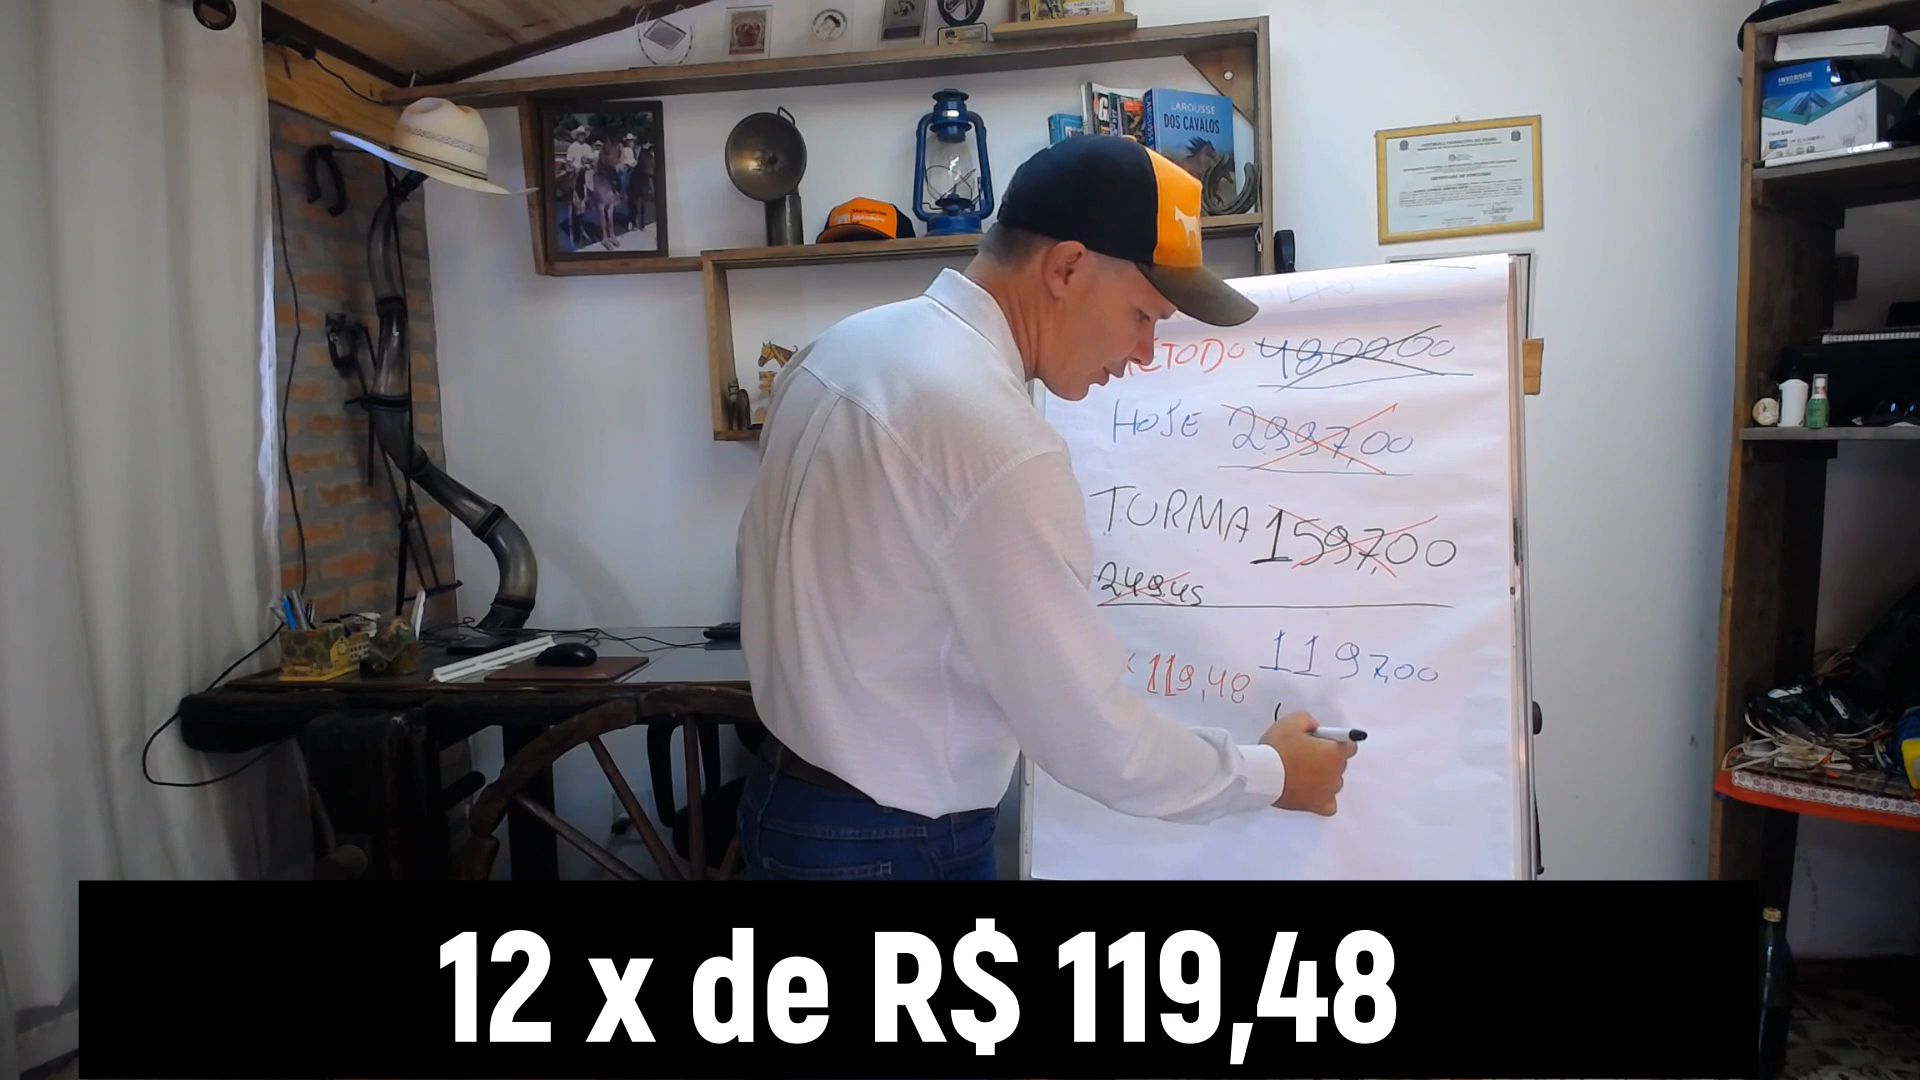 LAROUSSE
DOS CAVALOS
INVERSOR
ÉTODO 4800,00
HOJE 2997,00
TURMA 1597,00
249,45
1197,00
x 119,48
12 x de R$ 119,48